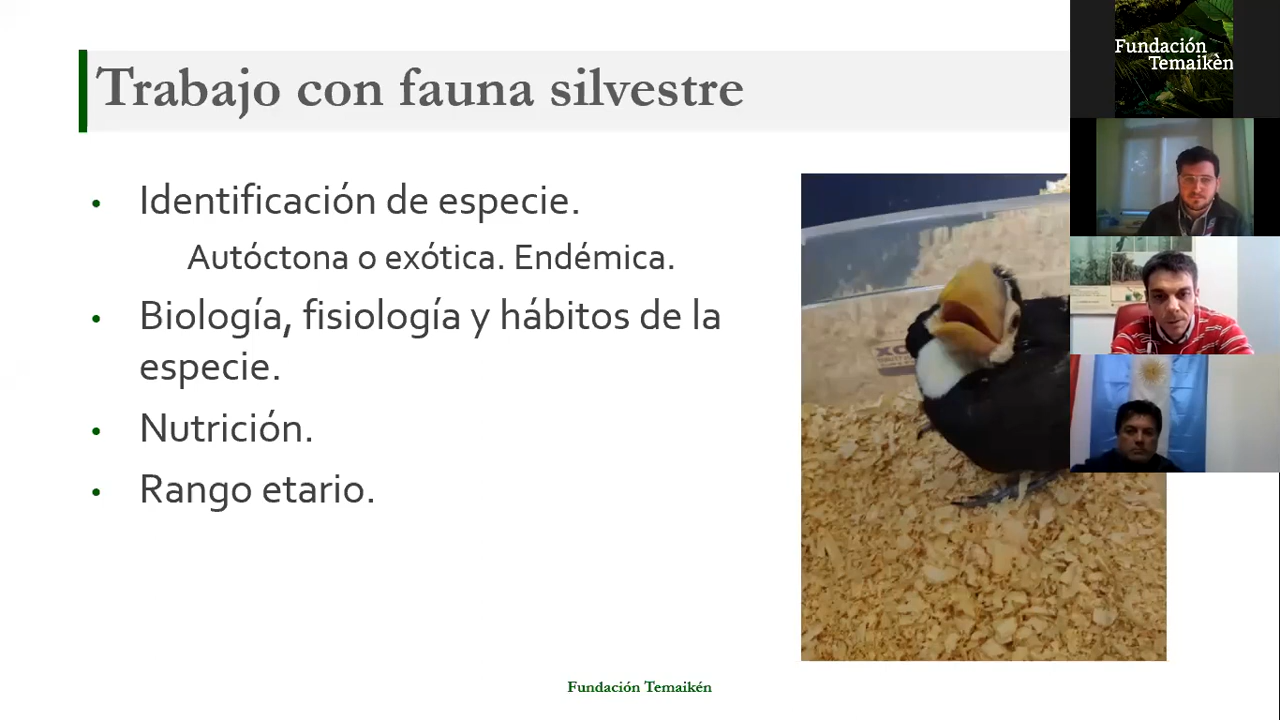 Trabajo con fauna silvestre
• Identificación de especie.
Autóctona o exótica. Endémica.
• Biología, fisiología y hábitos de la
especie.
• Nutrición.
• Rango etario.
Fundación Temaikén
Fundación
Temaikèn